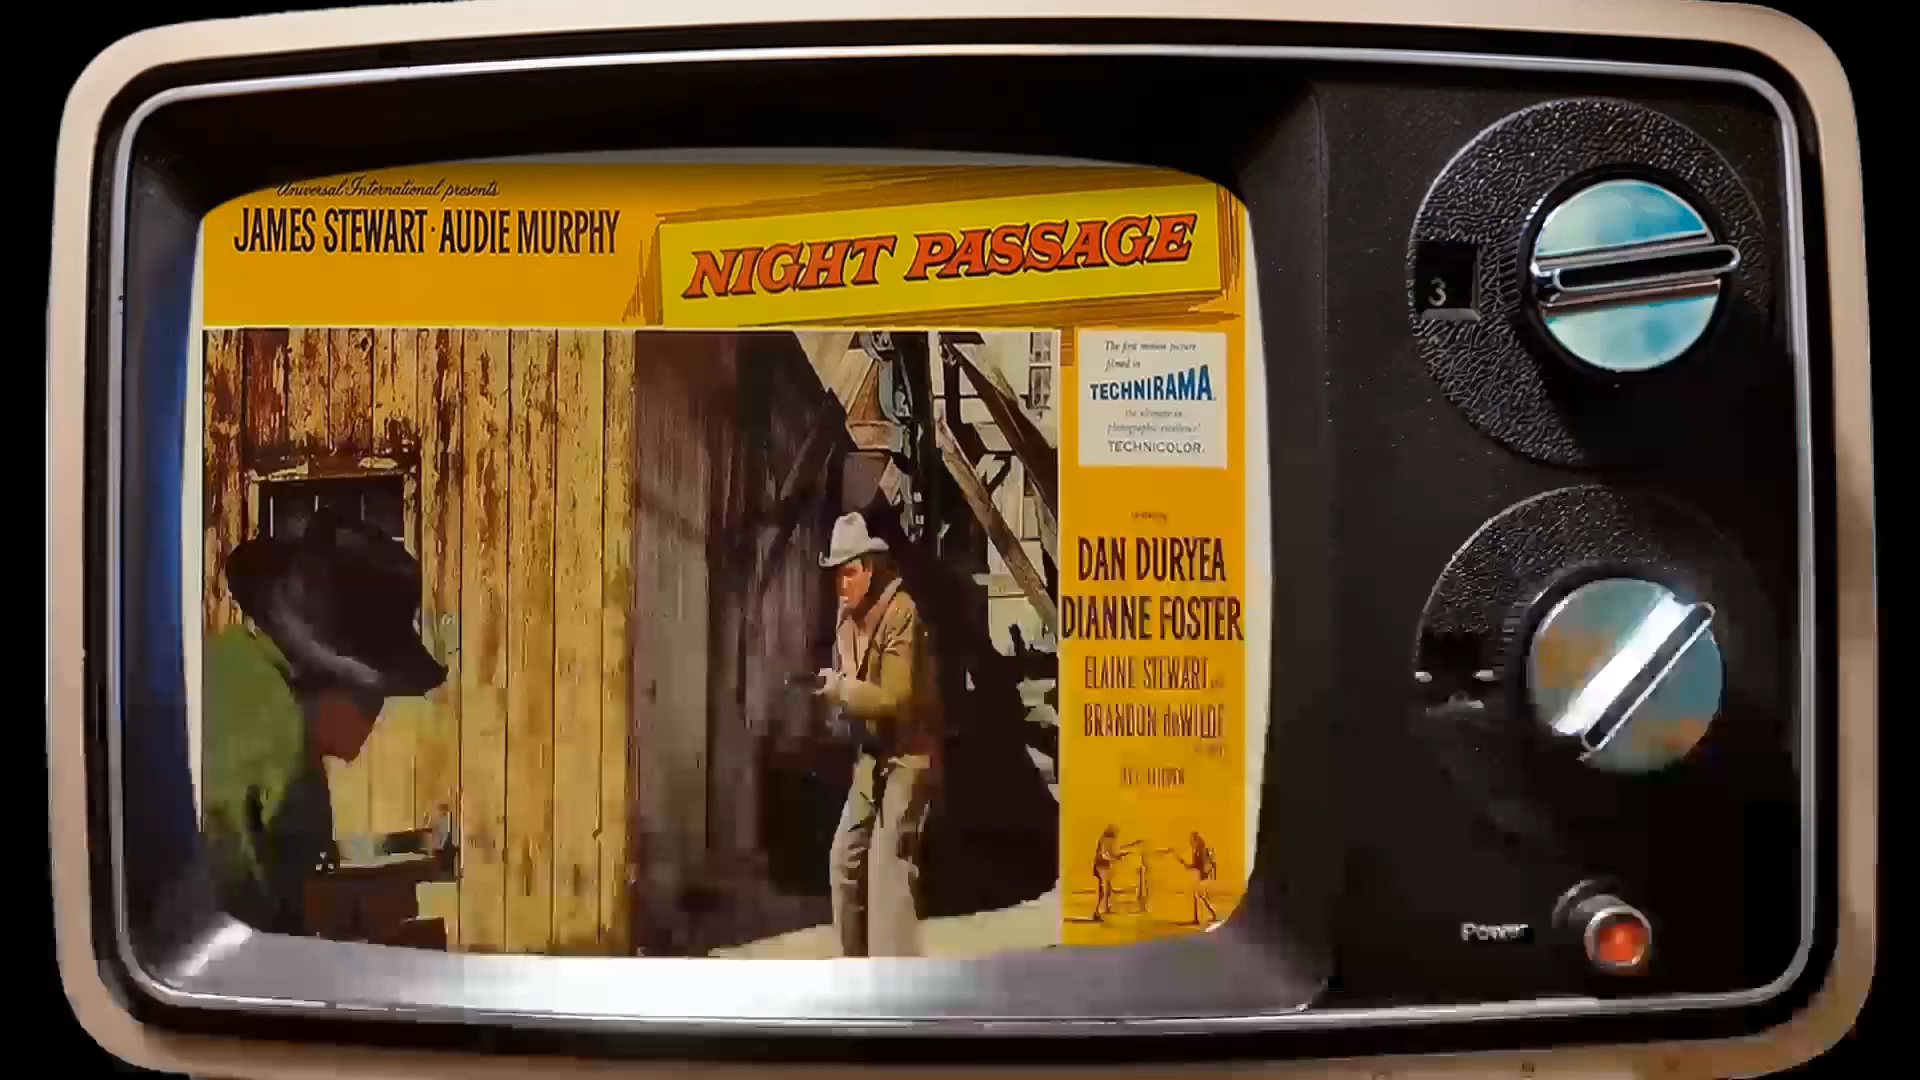 Universal-International presents
JAMES STEWART · AUDIE MURPHY
NIGHT PASSAGE
The first motion picture
filmed in
TECHNIRAMA
the ultimate in
photographic excellence!
TECHNICOLOR
DAN DURYEA
DIANNE FOSTER
ELAINE STEWART
BRANDON deWILDE
3
Power